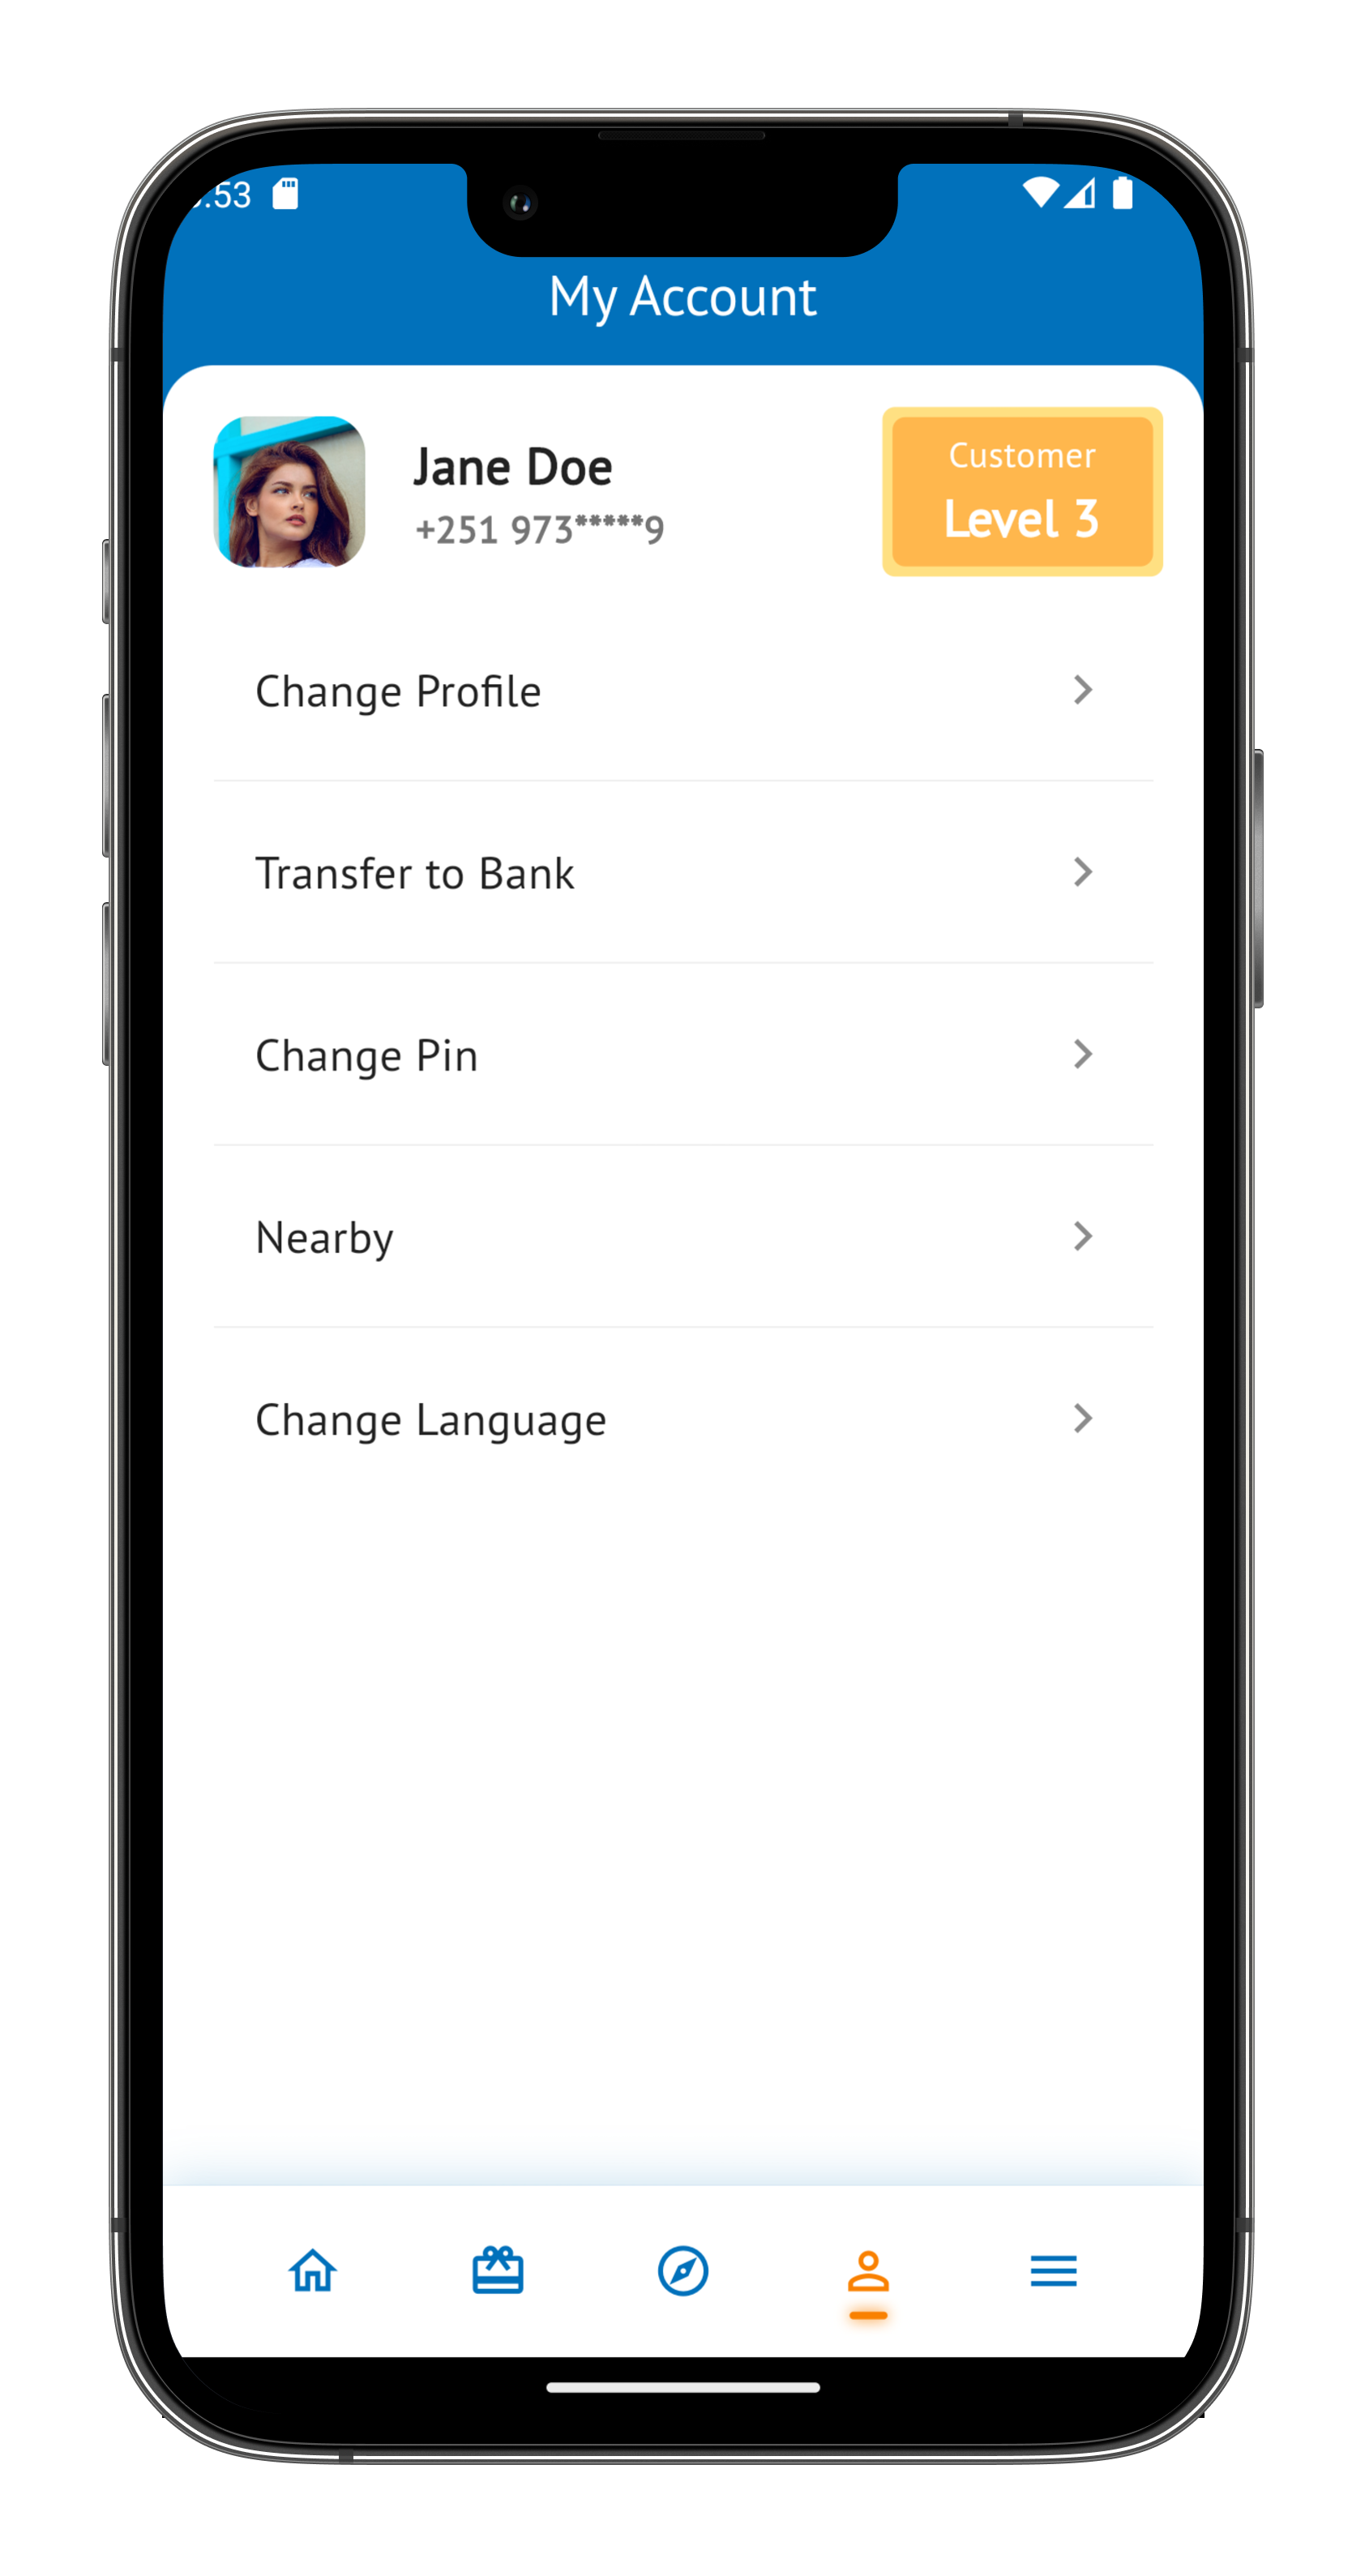 :53
My Account
Jane Doe
+251 973*****9
Customer
Level 3
Change Profile
Transfer to Bank
Change Pin
Nearby
Change Language